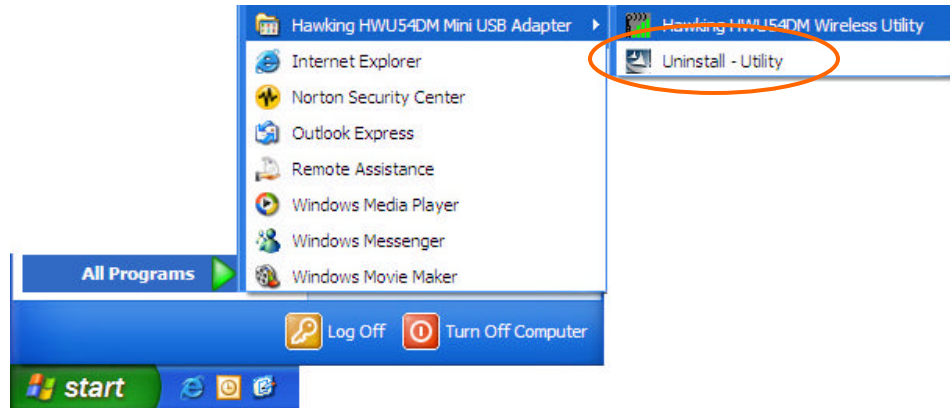 Hawking HWU54DM Mini USB Adapter
Hawking HWU54DM Wireless Utility
Internet Explorer
Uninstall - Utility
Norton Security Center
Outlook Express
Remote Assistance
Windows Media Player
Windows Messenger
All Programs
Windows Movie Maker
Log Off
Turn Off Computer
start